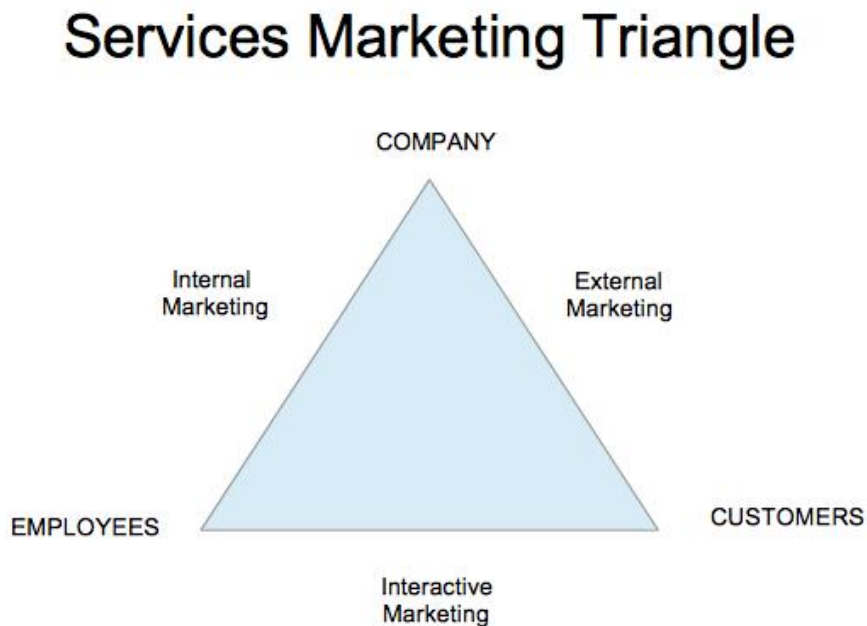 Services Marketing Triangle
COMPANY
Internal
Marketing
External
Marketing
EMPLOYEES
CUSTOMERS
Interactive
Marketing